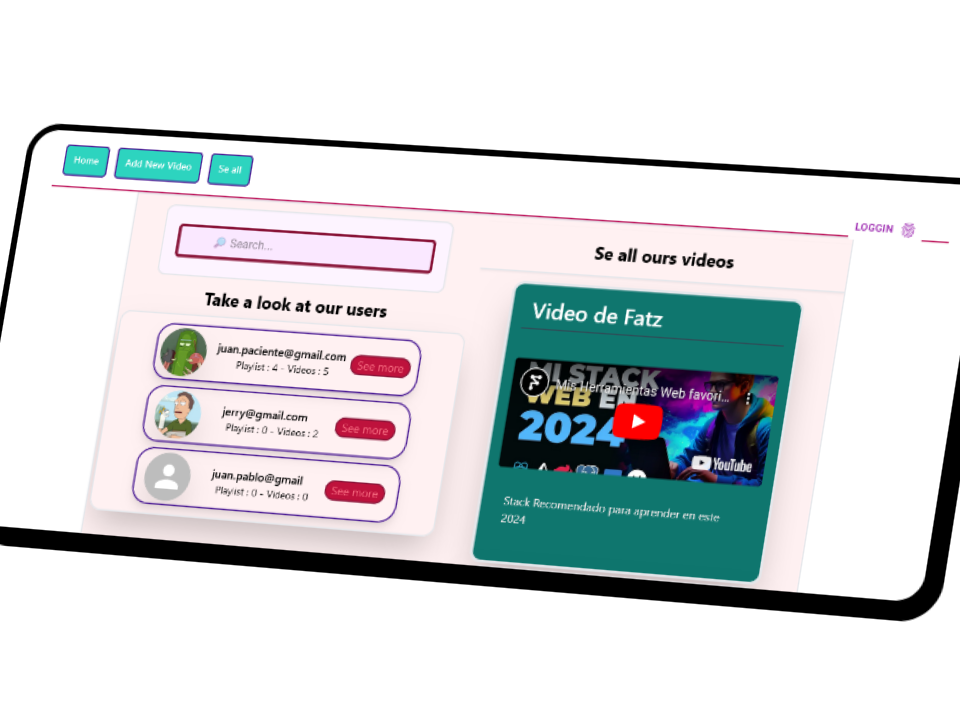 Home
Add New Video
Se all
LOGGIN
🔎 Search...
Take a look at our users
juan.paciente@gmail.com
Playlist : 4 - Videos : 5
See more
jerry@gmail.com
Playlist : 0 - Videos : 2
See more
juan.pablo@gmail
Playlist : 0 - Videos : 0
See more
Se all ours videos
Video de Fatz
MI STACK
WEB EN
2024
Mis Herramientas Web favori...
YouTube
Stack Recomendado para aprender en este
2024